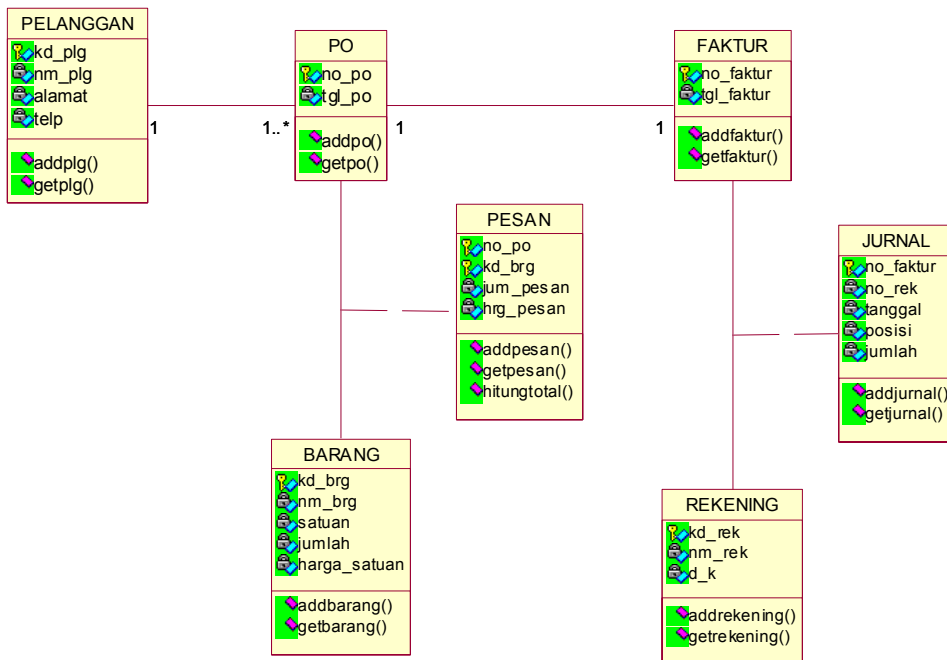 PELANGGAN
kd_plg
nm_plg
alamat
telp
addplg()
getplg()
1
1..*
PO
no_po
tgl_po
addpo()
getpo()
1
1
FAKTUR
no_faktur
tgl_faktur
addfaktur()
getfaktur()
PESAN
no_po
kd_brg
jum_pesan
hrg_pesan
addpesan()
getpesan()
hitungtotal()
JURNAL
no_faktur
no_rek
tanggal
posisi
jumlah
addjurnal()
getjurnal()
BARANG
kd_brg
nm_brg
satuan
jumlah
harga_satuan
addbarang()
getbarang()
REKENING
kd_rek
nm_rek
d_k
addrekening()
getrekening()